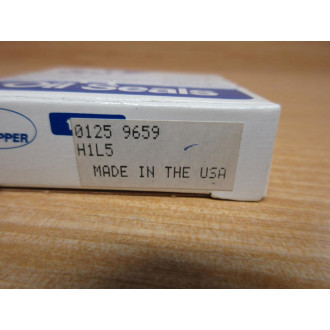 Oil Seals
PPER
0125 9659
H1L5
MADE IN THE USA